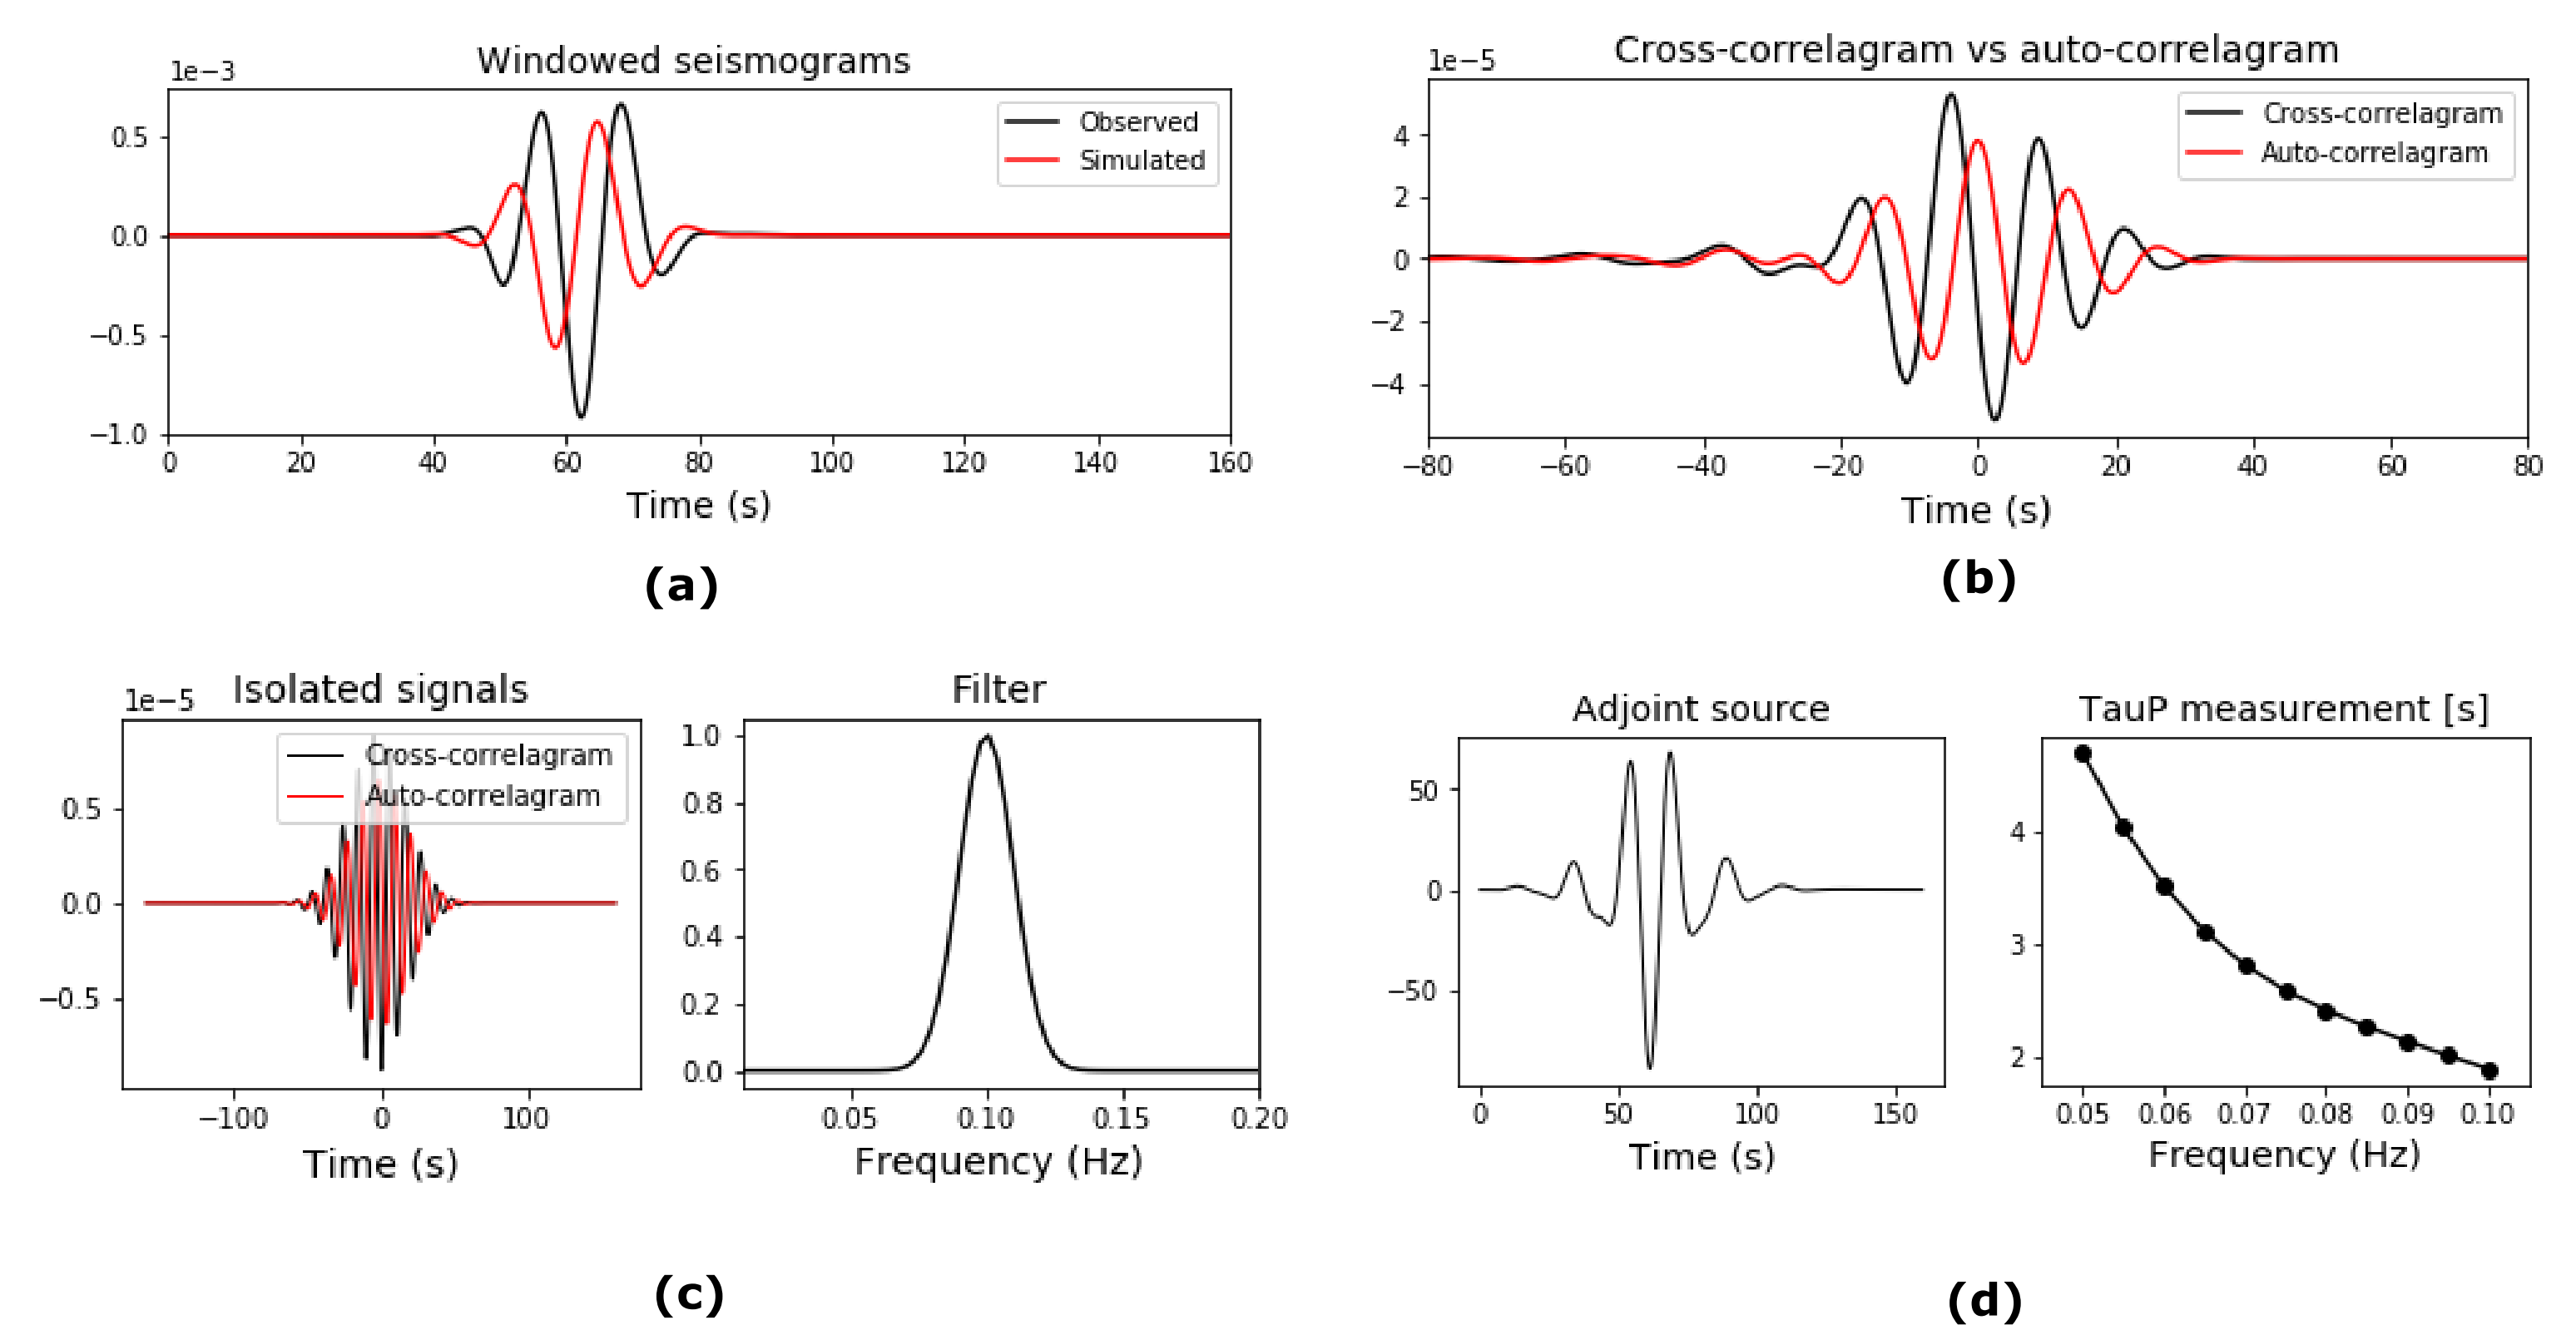 Windowed seismograms
1e−3
Observed
Simulated
0.5
0.0
−0.5
−1.0
0 20 40 60 80 100 120 140 160
Time (s)
(a)
Cross-correlagram vs auto-correlagram
1e−5
Cross-correlagram
Auto-correlagram
4
2
0
−2
−4
−80 −60 −40 −20 0 20 40 60 80
Time (s)
(b)
Isolated signals
1e−5
Cross-correlagram
Auto-correlagram
0.5
0.0
−0.5
−100 0 100
Time (s)
Filter
1.0
0.8
0.6
0.4
0.2
0.0
0.05 0.10 0.15 0.20
Frequency (Hz)
(c)
Adjoint source
50
0
−50
0 50 100 150
Time (s)
TauP measurement [s]
4
3
2
0.05 0.06 0.07 0.08 0.09 0.10
Frequency (Hz)
(d)